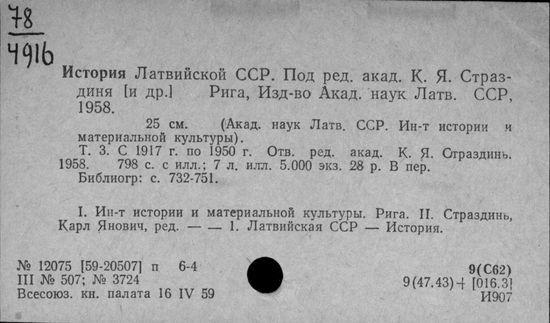 78
4916
История Латвийской ССР. Под ред. акад. К. Я. Страз-
диня [и др.] Рига, Изд-во Акад. наук Латв. ССР,
1958.
25 см. (Акад. наук Латв. ССР. Ин-т истории и
материальной культуры).
Т. 3. С 1917 г. по 1950 г. Отв. ред. акад. К. Я. Страздинь.
1958. 798 с. с илл.; 7 л. илл. 5.000 экз. 28 р. В пер.
Библиогр: с. 732-751.
I. Ин-т истории и материальной культуры. Рига. II. Страздинь,
Карл Янович, ред. — — 1. Латвийская ССР — История.
№ 12075 [59-20507] п 6-4 9(С62)
III № 507; № 3724 9(47.43)+[016.3]
Всесоюз. кн. палата 16 IV 59 И907